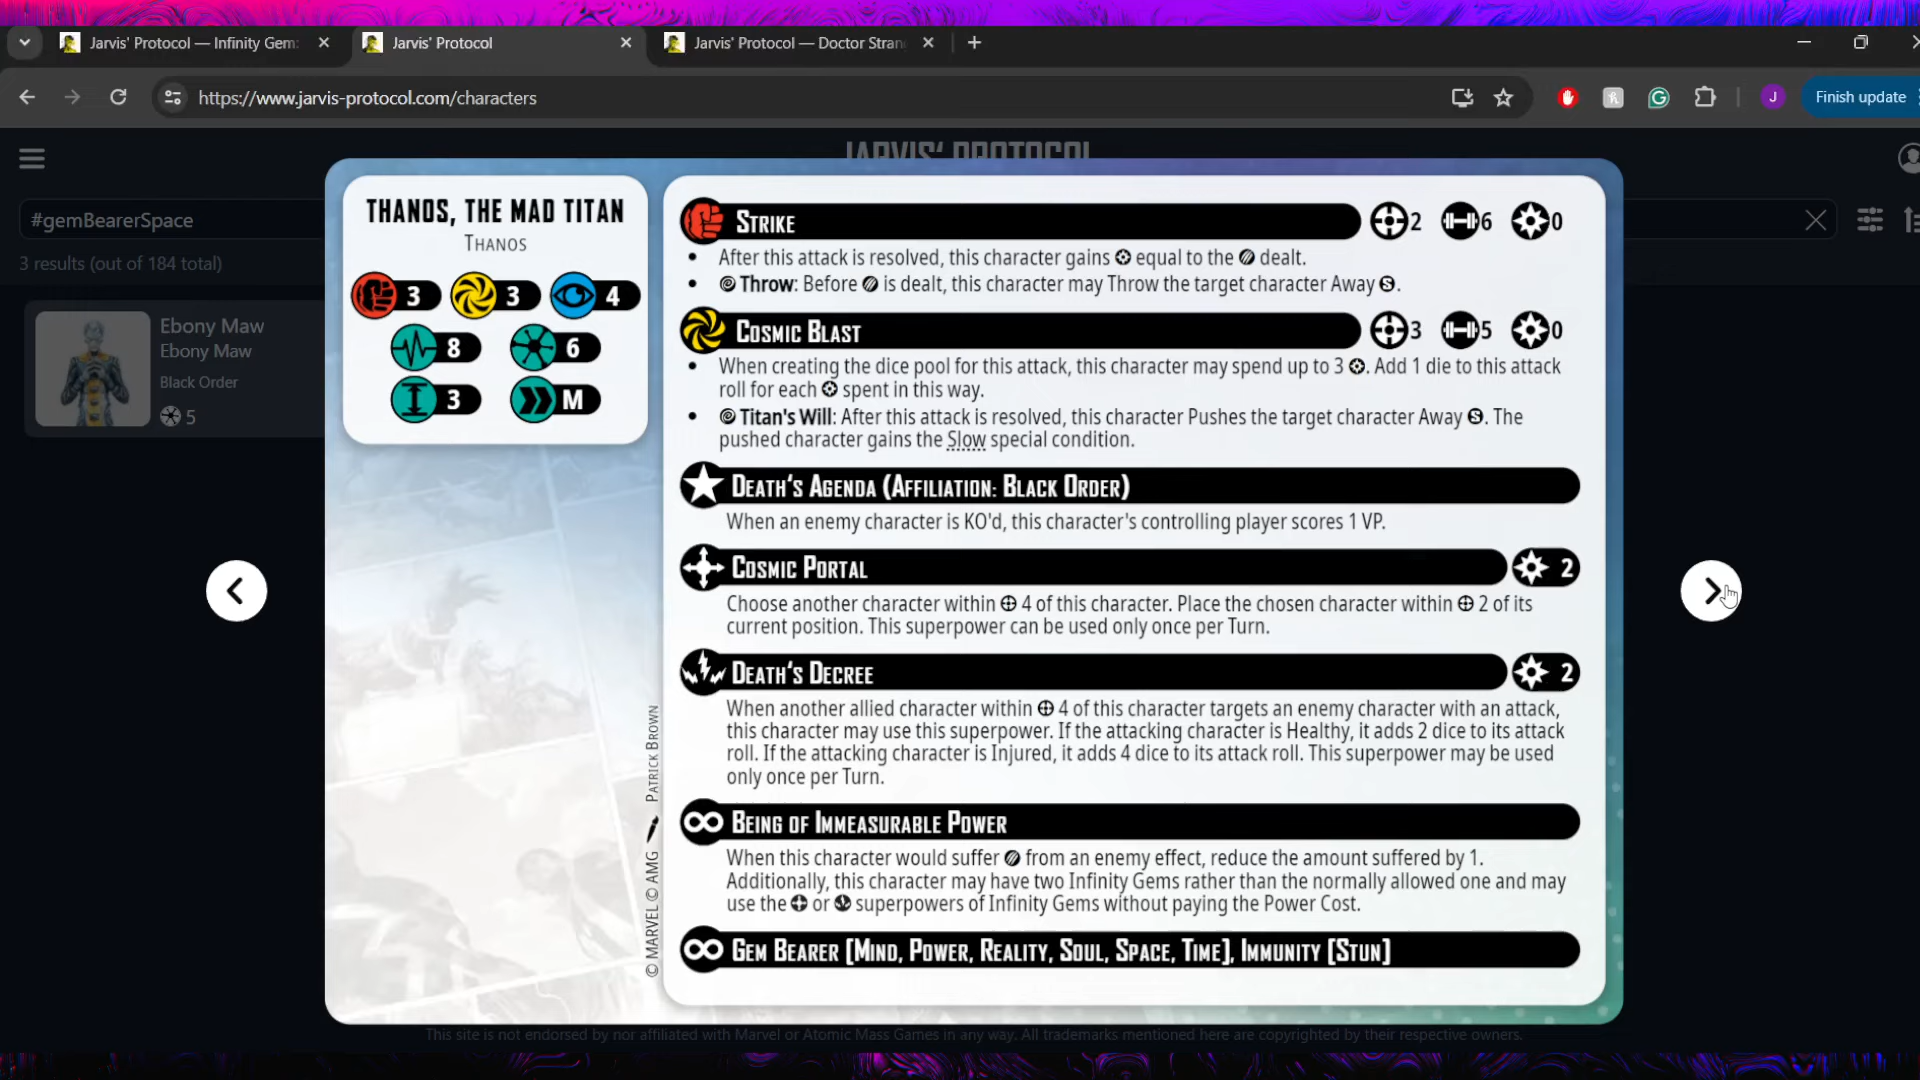 Jarvis' Protocol — Infinity Gem:
Jarvis' Protocol
Jarvis' Protocol — Doctor Stran
https://www.jarvis-protocol.com/characters
J
Finish update
JARVIS' PROTOCOL
#gemBearerSpace
3 results (out of 184 total)
Ebony Maw
Ebony Maw
Black Order
5
THANOS, THE MAD TITAN
THANOS
3 3 4
8 6
3 M
© MARVEL © AMG PATRICK BROWN
STRIKE 2 6 0
• After this attack is resolved, this character gains equal to the dealt.
• Throw: Before is dealt, this character may Throw the target character Away S.
COSMIC BLAST 3 5 0
• When creating the dice pool for this attack, this character may spend up to 3 . Add 1 die to this attack
roll for each spent in this way.
• Titan's Will: After this attack is resolved, this character Pushes the target character Away S. The
pushed character gains the Slow special condition.
DEATH'S AGENDA (AFFILIATION: BLACK ORDER)
When an enemy character is KO'd, this character's controlling player scores 1 VP.
COSMIC PORTAL 2
Choose another character within 4 of this character. Place the chosen character within 2 of its
current position. This superpower can be used only once per Turn.
DEATH'S DECREE 2
When another allied character within 4 of this character targets an enemy character with an attack,
this character may use this superpower. If the attacking character is Healthy, it adds 2 dice to its attack
roll. If the attacking character is Injured, it adds 4 dice to its attack roll. This superpower may be used
only once per Turn.
BEING OF IMMEASURABLE POWER
When this character would suffer from an enemy effect, reduce the amount suffered by 1.
Additionally, this character may have two Infinity Gems rather than the normally allowed one and may
use the or superpowers of Infinity Gems without paying the Power Cost.
GEM BEARER [MIND, POWER, REALITY, SOUL, SPACE, TIME], IMMUNITY [STUN]
This site is not endorsed by nor affiliated with Marvel or Atomic Mass Games in any way. All trademarks mentioned here are copyrighted by their respective owners.